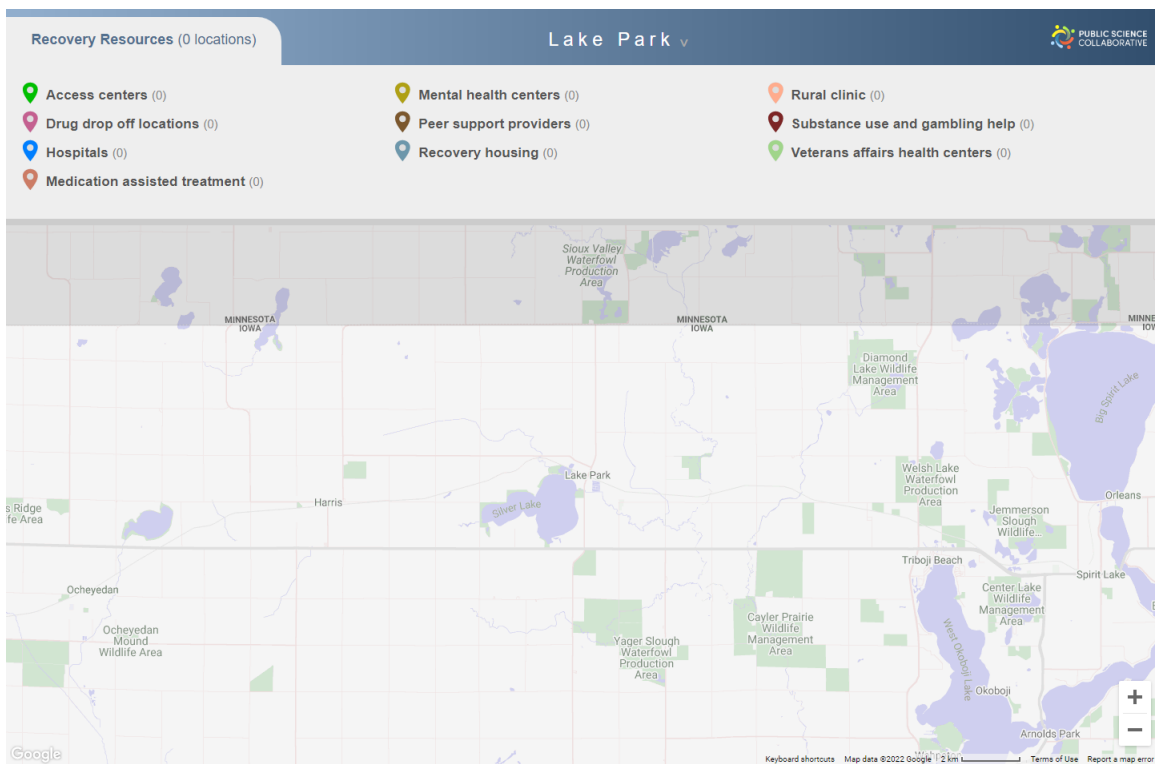 Recovery Resources (0 locations)
Lake Park v
PUBLIC SCIENCE
COLLABORATIVE
Access centers (0)
Drug drop off locations (0)
Hospitals (0)
Medication assisted treatment (0)
Mental health centers (0)
Peer support providers (0)
Recovery housing (0)
Rural clinic (0)
Substance use and gambling help (0)
Veterans affairs health centers (0)
Sioux Valley
Waterfowl
Production
Area
MINNESOTA
IOWA
MINNESOTA
IOWA
MINNES
IOW
Diamond
Lake Wildlife
Management
Area
Big Spirit Lake
Lake Park
Silver Lake
Harris
s Ridge
fe Area
Welsh Lake
Waterfowl
Production
Area
Orleans
Jemmerson
Slough
Wildlife...
Triboji Beach
Spirit Lake
Ocheyedan
Center Lake
Wildlife
Management
Area
Cayler Prairie
Wildlife
Management
Area
Ocheyedan
Mound
Wildlife Area
Yager Slough
Waterfowl
Production
Area
West Okoboji Lake
Okoboji
Arnolds Park
+
−
Google
Keyboard shortcuts
Map data ©2022 Google
2 km
Terms of Use
Report a map error